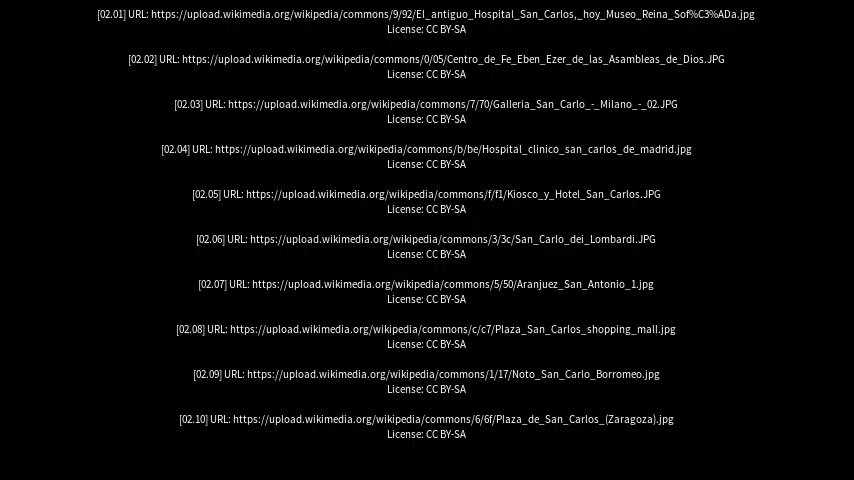 [02.01] URL: https://upload.wikimedia.org/wikipedia/commons/9/92/El_antiguo_Hospital_San_Carlos,_hoy_Museo_Reina_Sof%C3%ADa.jpg
License: CC BY-SA
[02.02] URL: https://upload.wikimedia.org/wikipedia/commons/0/05/Centro_de_Fe_Eben_Ezer_de_las_Asambleas_de_Dios.JPG
License: CC BY-SA
[02.03] URL: https://upload.wikimedia.org/wikipedia/commons/7/70/Galleria_San_Carlo_-_Milano_-_02.JPG
License: CC BY-SA
[02.04] URL: https://upload.wikimedia.org/wikipedia/commons/b/be/Hospital_clinico_san_carlos_de_madrid.jpg
License: CC BY-SA
[02.05] URL: https://upload.wikimedia.org/wikipedia/commons/f/f1/Kiosco_y_Hotel_San_Carlos.JPG
License: CC BY-SA
[02.06] URL: https://upload.wikimedia.org/wikipedia/commons/3/3c/San_Carlo_dei_Lombardi.JPG
License: CC BY-SA
[02.07] URL: https://upload.wikimedia.org/wikipedia/commons/5/50/Aranjuez_San_Antonio_1.jpg
License: CC BY-SA
[02.08] URL: https://upload.wikimedia.org/wikipedia/commons/c/c7/Plaza_San_Carlos_shopping_mall.jpg
License: CC BY-SA
[02.09] URL: https://upload.wikimedia.org/wikipedia/commons/1/17/Noto_San_Carlo_Borromeo.jpg
License: CC BY-SA
[02.10] URL: https://upload.wikimedia.org/wikipedia/commons/6/6f/Plaza_de_San_Carlos_(Zaragoza).jpg
License: CC BY-SA